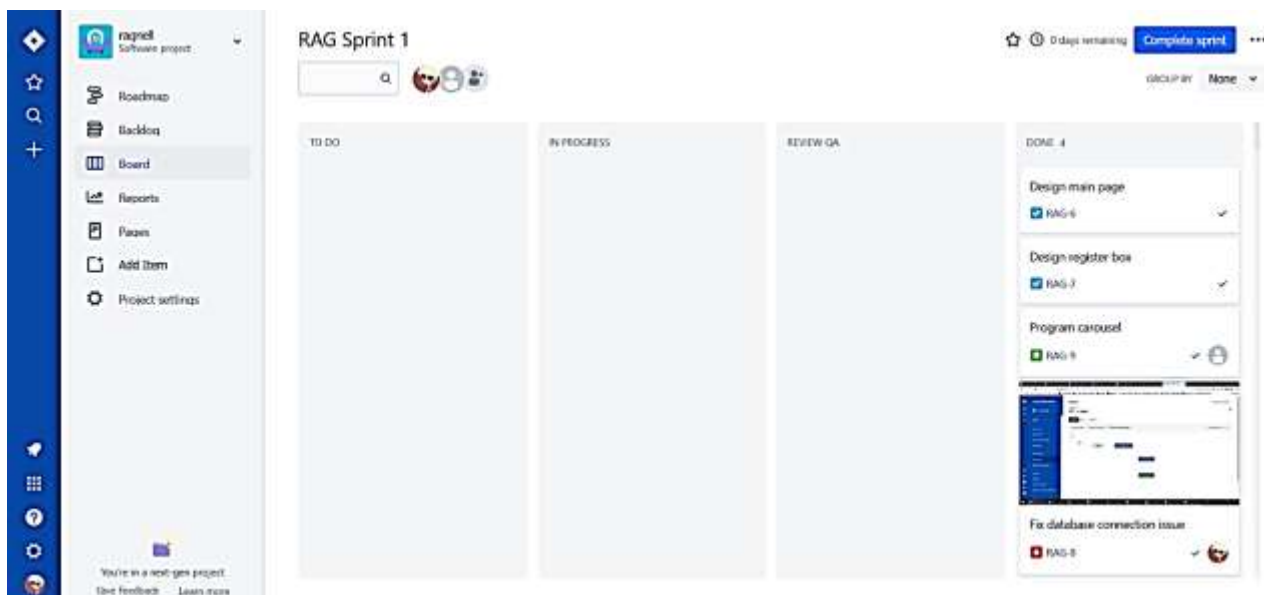 ragnell
Software project
Roadmap
Backlog
Board
Reports
Pages
Add Item
Project settings
You're in a next-gen project
Give Feedback Learn more
RAG Sprint 1
0 days remaining
Complete sprint
GROUP BY None
TO DO
IN PROGRESS
REVIEW QA
DONE 4
Design main page
RAG-6
Design register box
RAG-7
Program carousel
RAG-9
Fix database connection issue
RAG-8